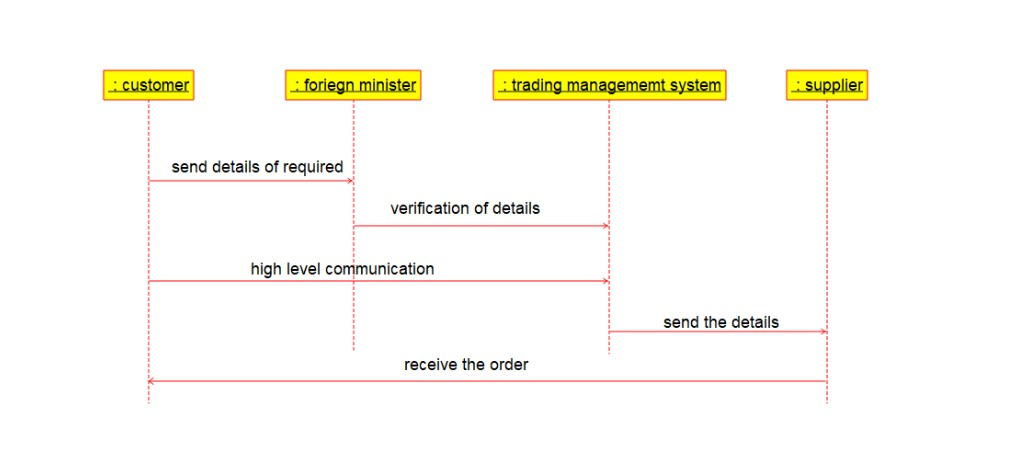 : customer
: foriegn minister
: trading managememt system
: supplier
send details of required
verification of details
high level communication
send the details
receive the order